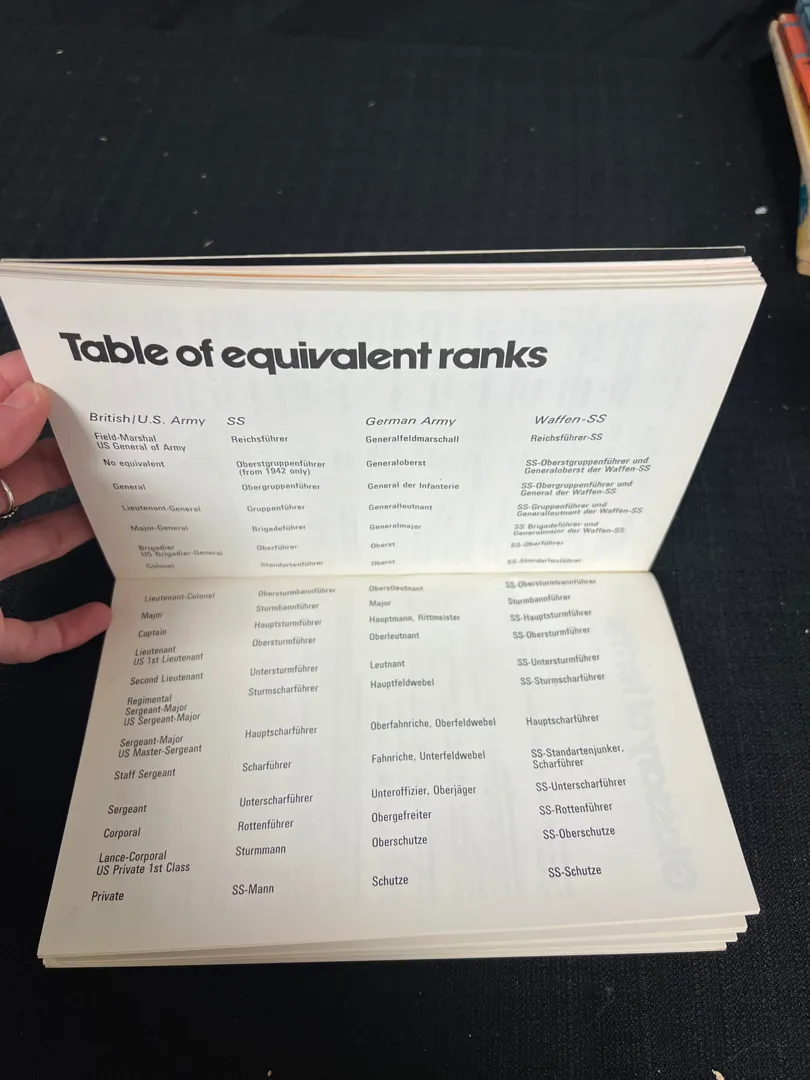 Table of equivalent ranks
British/U.S. Army SS German Army Waffen-SS
Field-Marshal
US General of Army Reichsführer Generalfeldmarschall Reichsführer-SS
No equivalent Oberstgruppenführer
(from 1942 only) Generaloberst SS-Oberstgruppenführer und
Generaloberst der Waffen-SS
General Obergruppenführer General der Infanterie SS-Obergruppenführer und
General der Waffen-SS
Lieutenant-General Gruppenführer Generalleutnant SS-Gruppenführer und
Generalleutnant der Waffen-SS
Major-General Brigadeführer Generalmajor SS Brigadeführer und
Generalmajor der Waffen-SS
Brigadier
US Brigadier-General Oberführer Oberst SS-Oberführer
Colonel Standartenführer Oberst SS-Standartenführer
Lieutenant-Colonel Obersturmbannführer Oberstleutnant SS-Obersturmbannführer
Major Sturmbannführer Major Sturmbannführer
Captain Hauptsturmführer Hauptmann, Rittmeister SS-Hauptsturmführer
Lieutenant
US 1st Lieutenant Obersturmführer Oberleutnant SS-Obersturmführer
Second Lieutenant Untersturmführer Leutnant SS-Untersturmführer
Regimental
Sergeant-Major
US Sergeant-Major Sturmscharführer Hauptfeldwebel SS-Sturmscharführer
Sergeant-Major
US Master-Sergeant Hauptscharführer Oberfahnriche, Oberfeldwebel Hauptscharführer
Staff Sergeant Scharführer Fahnriche, Unterfeldwebel SS-Standartenjunker,
Scharführer
Sergeant Unterscharführer Unteroffizier, Oberjäger SS-Unterscharführer
Corporal Rottenführer Obergefreiter SS-Rottenführer
Lance-Corporal
US Private 1st Class Sturmmann Oberschutze SS-Oberschutze
Private SS-Mann Schutze SS-Schutze